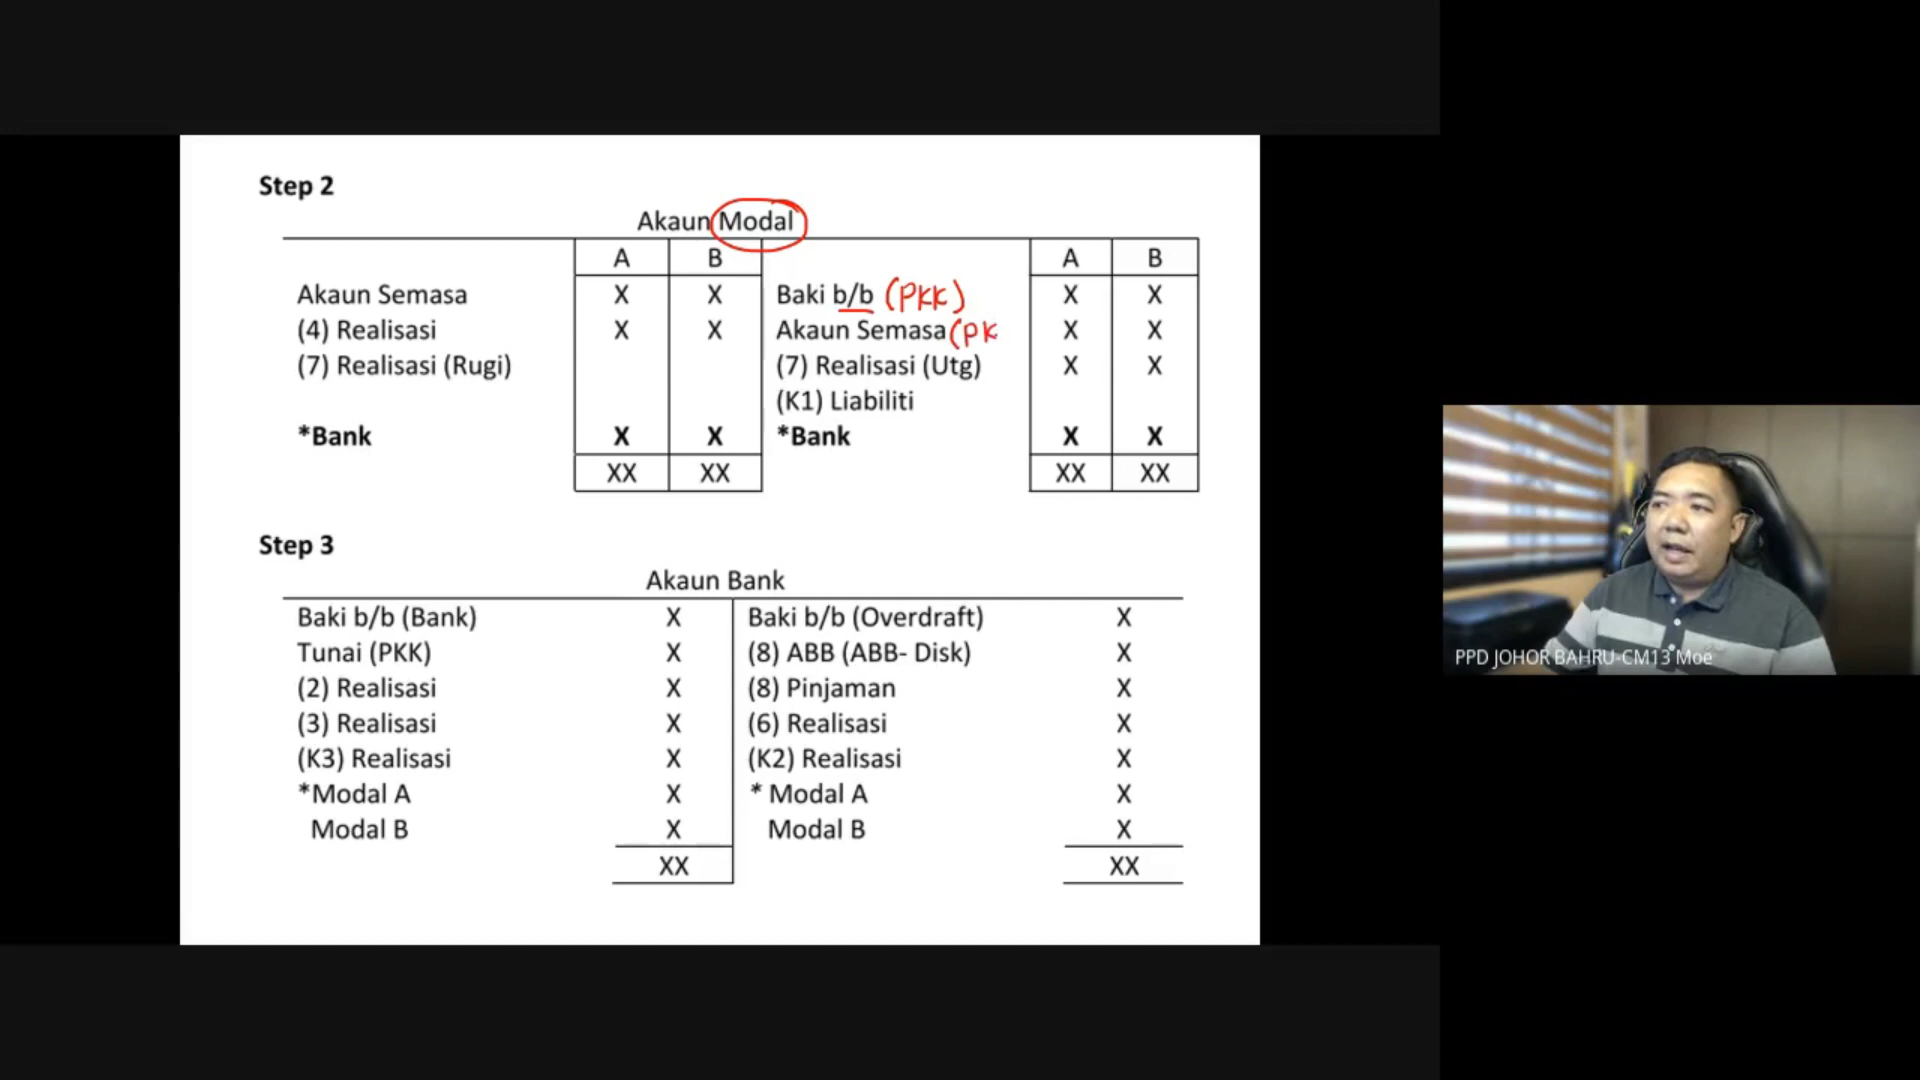 Step 2
Akaun Modal
A B A B
Akaun Semasa X X Baki b/b (PKK) X X
(4) Realisasi X X Akaun Semasa (PK X X
(7) Realisasi (Rugi) (7) Realisasi (Utg) X X
(K1) Liabiliti
*Bank X X *Bank X X
XX XX XX XX
Step 3
Akaun Bank
Baki b/b (Bank) X Baki b/b (Overdraft) X
Tunai (PKK) X (8) ABB (ABB- Disk) X
(2) Realisasi X (8) Pinjaman X
(3) Realisasi X (6) Realisasi X
(K3) Realisasi X (K2) Realisasi X
*Modal A X * Modal A X
Modal B X Modal B X
XX XX
PPD JOHOR BAHRU-CM13 Moe